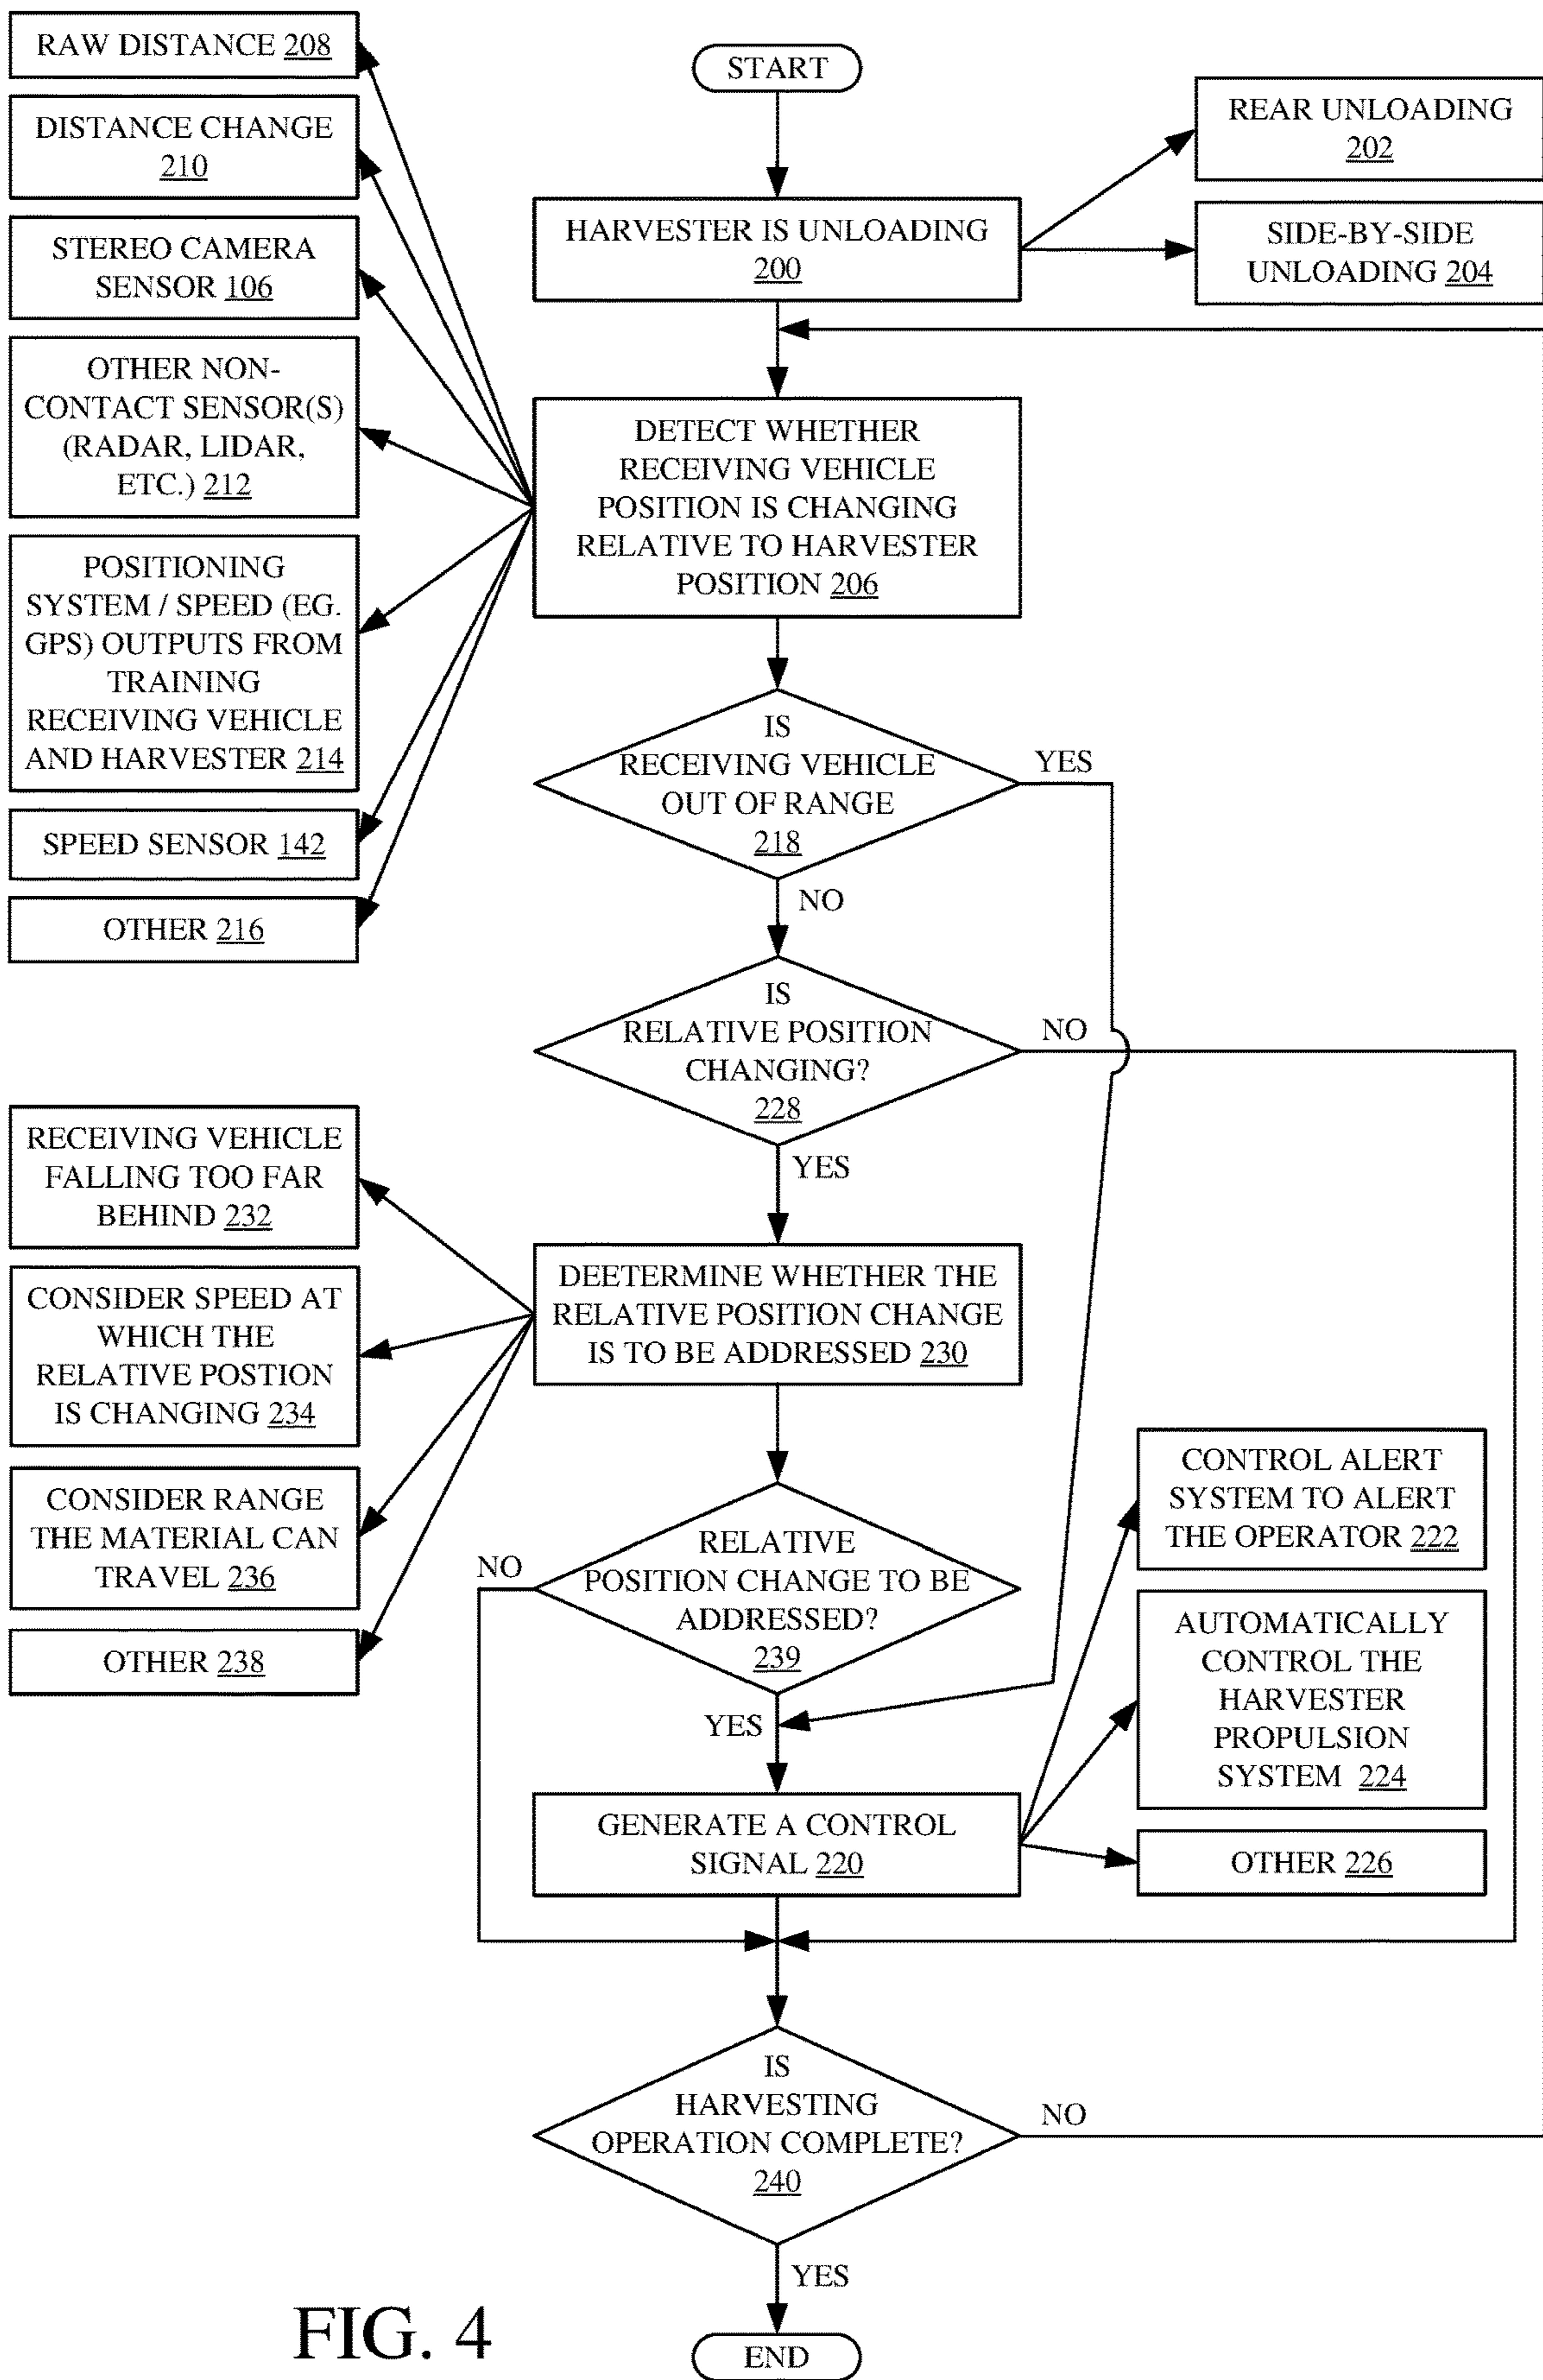 START
HARVESTER IS UNLOADING
200
REAR UNLOADING
202
SIDE-BY-SIDE
UNLOADING 204
DETECT WHETHER
RECEIVING VEHICLE
POSITION IS CHANGING
RELATIVE TO HARVESTER
POSITION 206
RAW DISTANCE 208
DISTANCE CHANGE
210
STEREO CAMERA
SENSOR 106
OTHER NON-
CONTACT SENSOR(S)
(RADAR, LIDAR,
ETC.) 212
POSITIONING
SYSTEM / SPEED (EG.
GPS) OUTPUTS FROM
TRAINING
RECEIVING VEHICLE
AND HARVESTER 214
SPEED SENSOR 142
OTHER 216
IS
RECEIVING VEHICLE
OUT OF RANGE
218
YES
NO
IS
RELATIVE POSITION
CHANGING?
228
NO
YES
DEETERMINE WHETHER THE
RELATIVE POSITION CHANGE
IS TO BE ADDRESSED 230
RECEIVING VEHICLE
FALLING TOO FAR
BEHIND 232
CONSIDER SPEED AT
WHICH THE
RELATIVE POSTION
IS CHANGING 234
CONSIDER RANGE
THE MATERIAL CAN
TRAVEL 236
OTHER 238
RELATIVE
POSITION CHANGE TO BE
ADDRESSED?
239
NO
YES
GENERATE A CONTROL
SIGNAL 220
CONTROL ALERT
SYSTEM TO ALERT
THE OPERATOR 222
AUTOMATICALLY
CONTROL THE
HARVESTER
PROPULSION
SYSTEM 224
OTHER 226
IS
HARVESTING
OPERATION COMPLETE?
240
NO
YES
END
FIG. 4